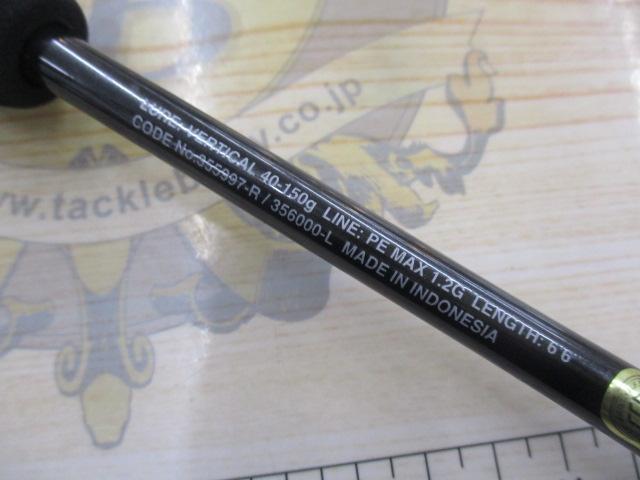 LURE: VERTICAL 40-150g LINE: PE MAX 1.2G LENGTH: 6'6
CODE No.355997-R / 356000-L MADE IN INDONESIA
B
www.tackleb y.co.jp